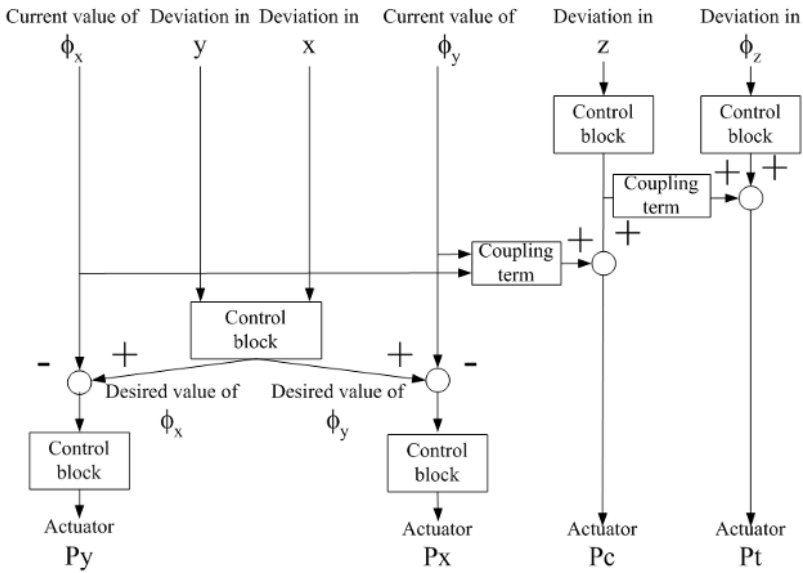 Current value of
ϕx
Deviation in
y
Deviation in
x
Current value of
ϕy
Deviation in
z
Deviation in
ϕz
Control
block
Control
block
+
+
Coupling
term
+
+
Coupling
term
Control
block
-
+
+
-
Desired value of
ϕx
Desired value of
ϕy
Control
block
Control
block
Actuator
Py
Actuator
Px
Actuator
Pc
Actuator
Pt